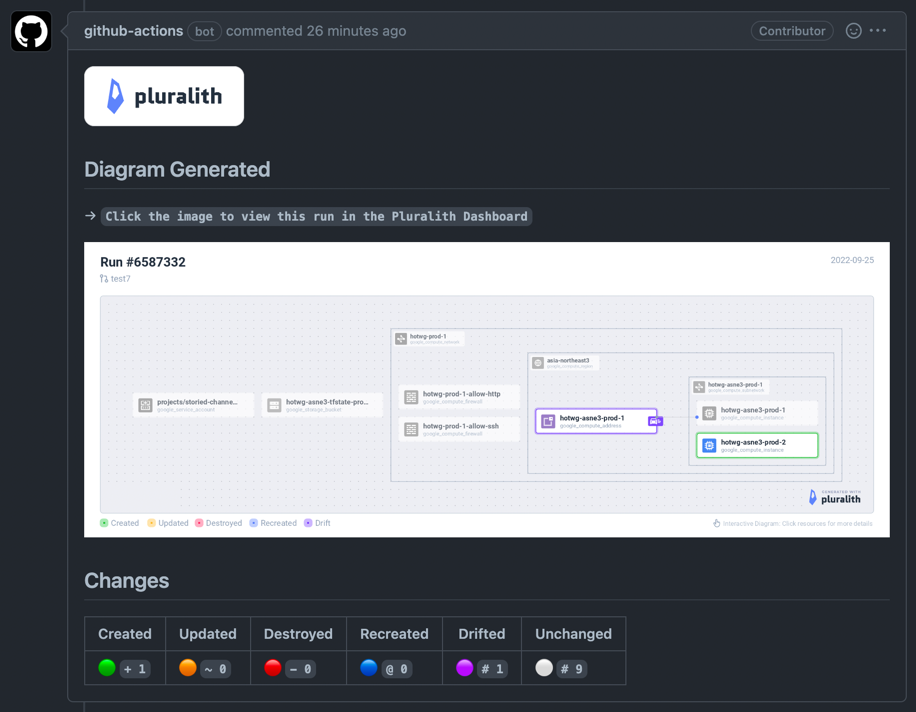 github-actions bot commented 26 minutes ago
Contributor
pluralith
Diagram Generated
→ Click the image to view this run in the Pluralith Dashboard
Run #6587332
2022-09-25
test7
hotwg-prod-1
google_compute_network
asia-northeast3
google_compute_region
hotwg-asne3-prod-1
google_compute_subnetwork
projects/storied-channe...
google_service_account
hotwg-asne3-tfstate-pro...
google_storage_bucket
hotwg-prod-1-allow-http
google_compute_firewall
hotwg-prod-1-allow-ssh
google_compute_firewall
hotwg-asne3-prod-1
google_compute_address
hotwg-asne3-prod-1
google_compute_instance
hotwg-asne3-prod-2
google_compute_instance
GENERATED WITH
pluralith
Created Updated Destroyed Recreated Drift
Interactive Diagram: Click resources for more details
Changes
Created Updated Destroyed Recreated Drifted Unchanged
+ 1 ~ 0 - 0 @ 0 # 1 # 9